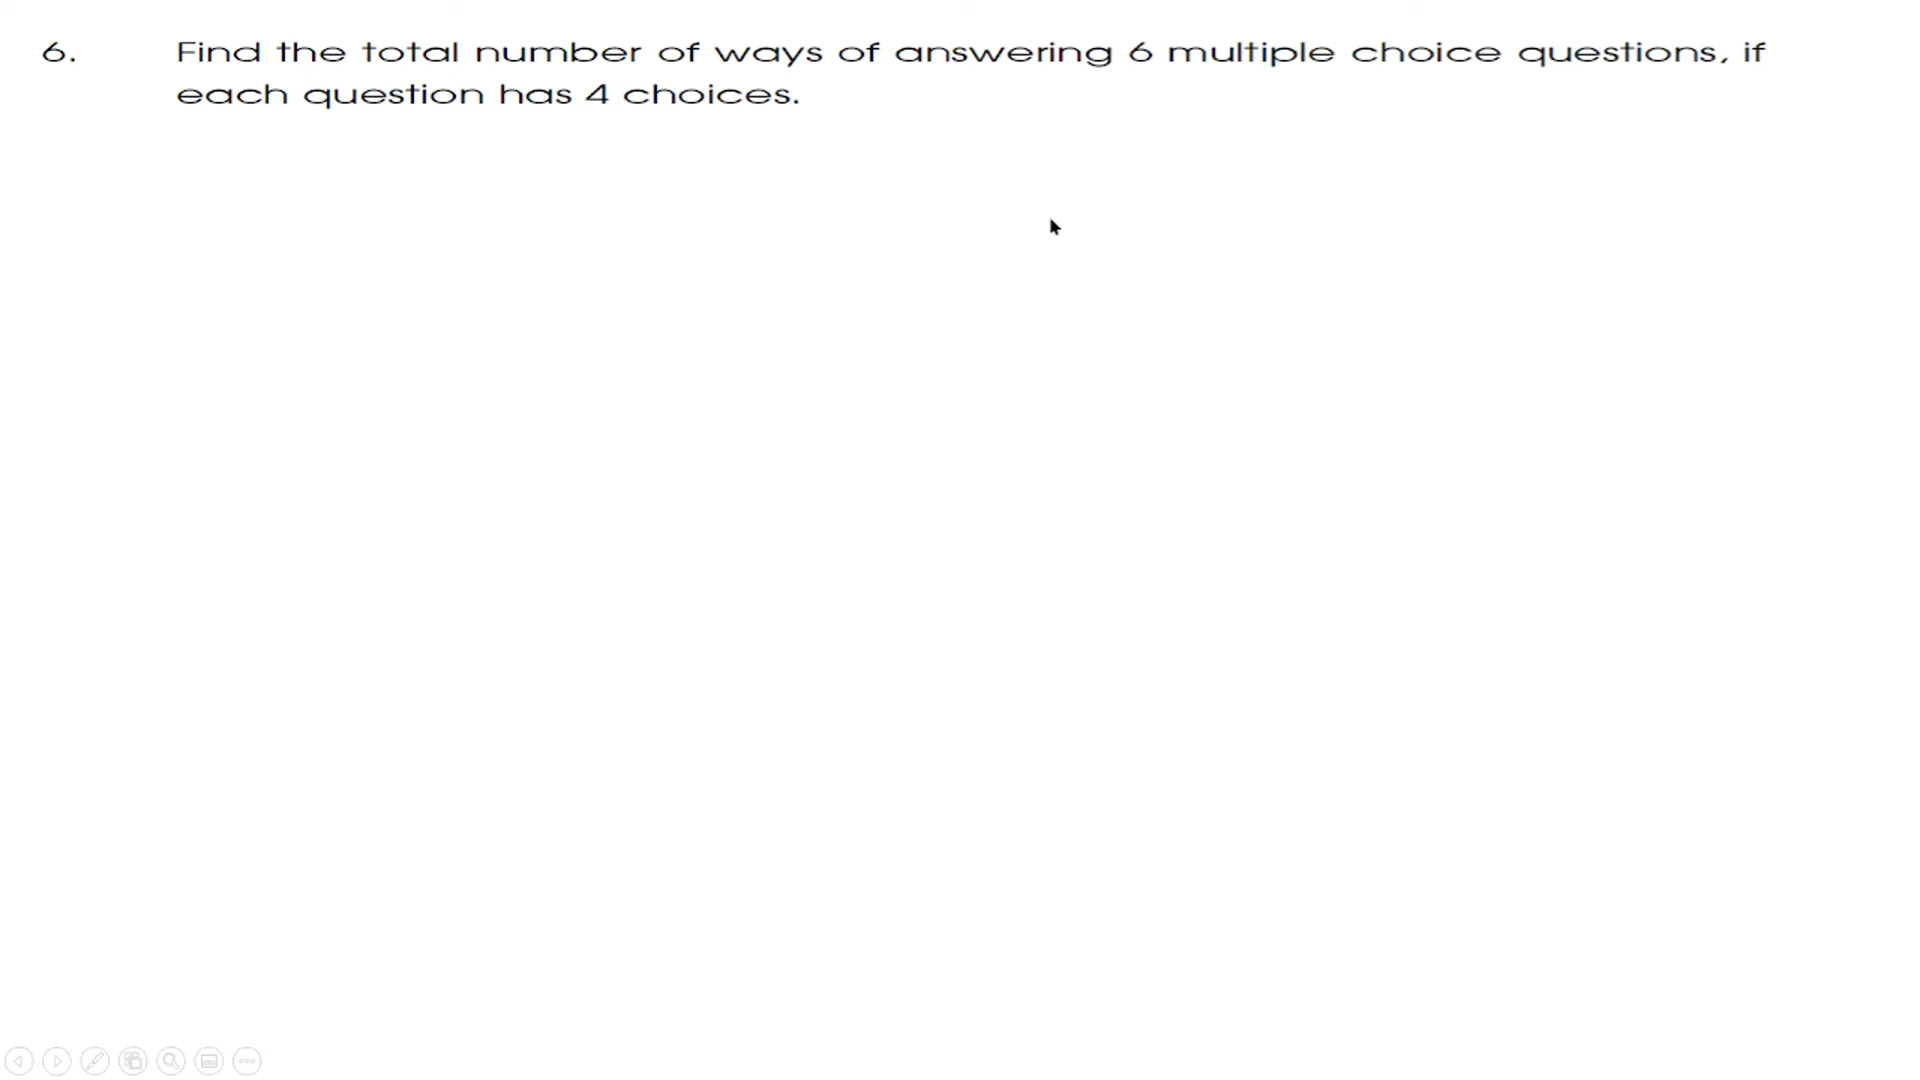 6. Find the total number of ways of answering 6 multiple choice questions, if
each question has 4 choices.